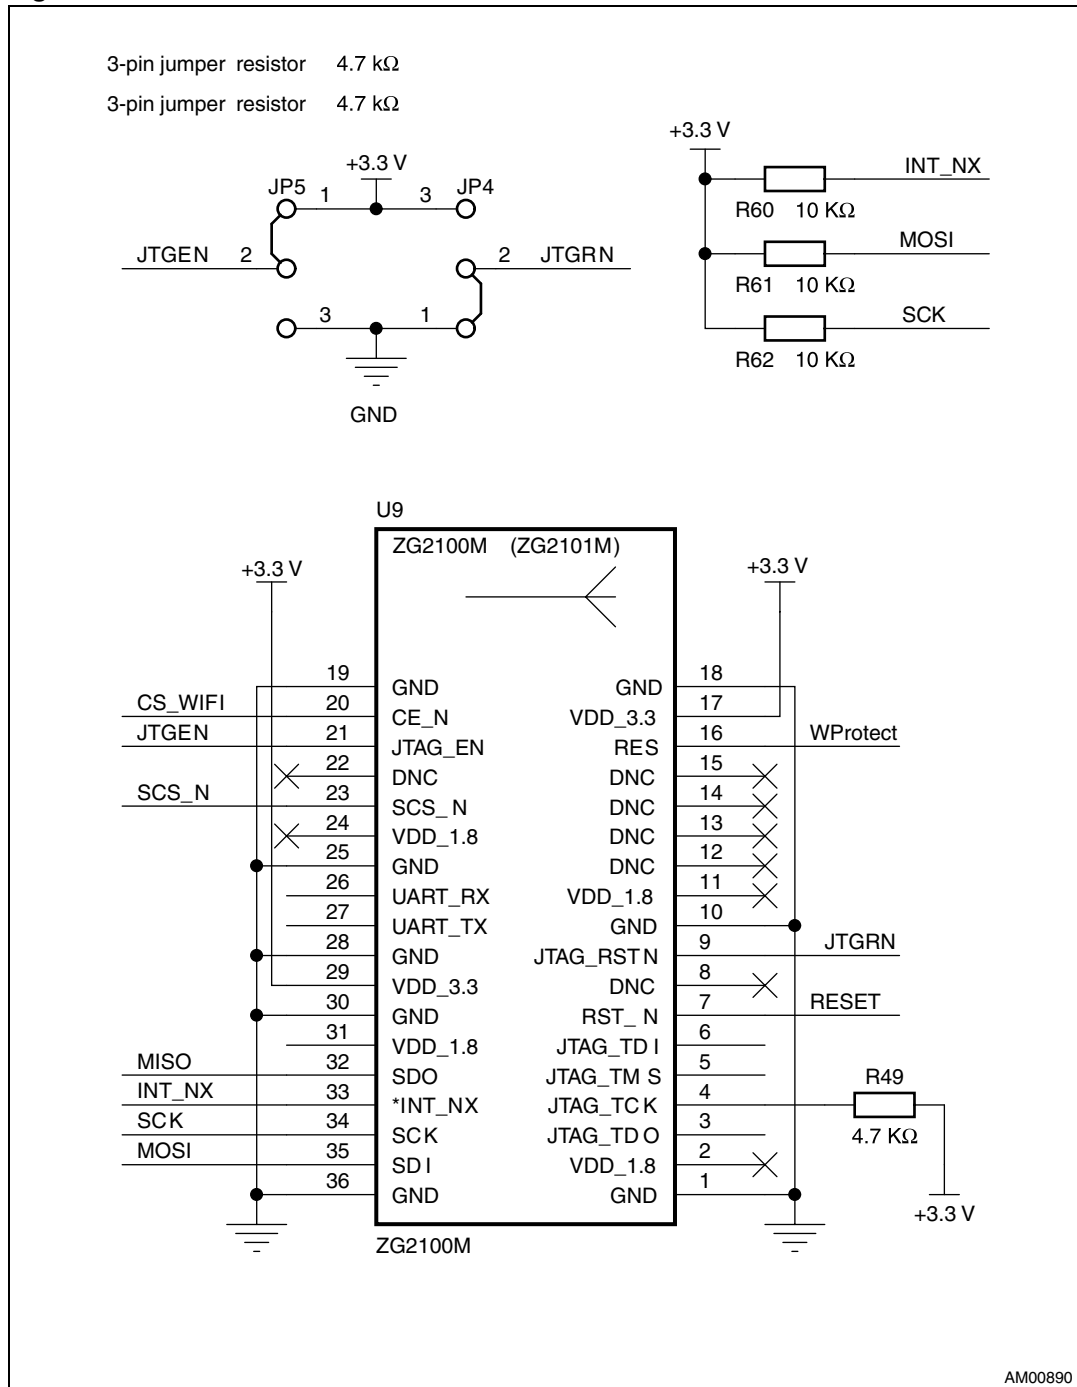 3-pin jumper resistor 4.7 kΩ
3-pin jumper resistor 4.7 kΩ
+3.3 V
JP5 1 3 JP4
JTGEN 2 2 JTGRN
3 1
GND
+3.3 V
INT_NX
R60 10 KΩ
MOSI
R61 10 KΩ
SCK
R62 10 KΩ
U9
ZG2100M (ZG2101M)
+3.3 V
+3.3 V
19 GND GND 18
CS_WIFI 20 CE_N VDD_3.3 17
JTGEN 21 JTAG_EN RES 16 WProtect
22 DNC DNC 15
SCS_N 23 SCS_N DNC 14
24 VDD_1.8 DNC 13
25 GND DNC 12
26 UART_RX VDD_1.8 11
27 UART_TX GND 10
28 GND JTAG_RSTN 9 JTGRN
29 VDD_3.3 DNC 8
30 GND RST_N 7 RESET
31 VDD_1.8 JTAG_TDI 6
MISO 32 SDO JTAG_TMS 5
INT_NX 33 *INT_NX JTAG_TCK 4 R49
SCK 34 SCK JTAG_TDO 3 4.7 KΩ
MOSI 35 SDI VDD_1.8 2
36 GND GND 1
+3.3 V
ZG2100M
AM00890